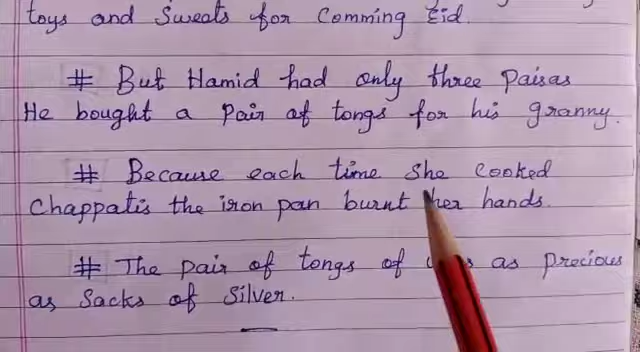 toys and Sweats for Comming Eid.
# But Hamid had only three Paisas
He bought a Pair of tongs for his granny.
# Because each time She Cooked
Chappatis the iron pan burnt her hands.
# The pair of tongs of as precious
as Sacks of Silver.